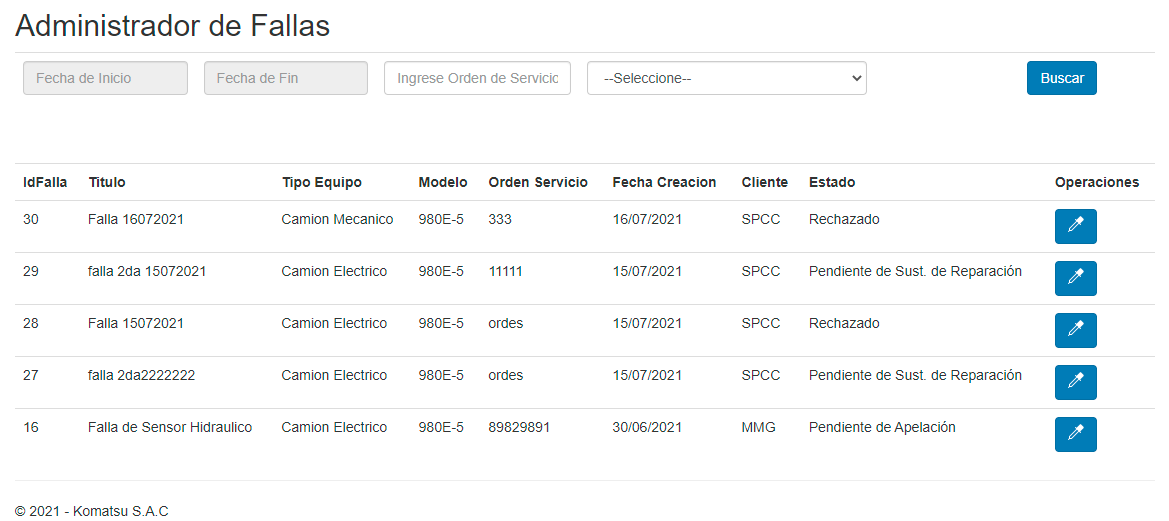 Administrador de Fallas
Fecha de Inicio Fecha de Fin Ingrese Orden de Servicio --Seleccione-- Buscar
IdFalla Titulo Tipo Equipo Modelo Orden Servicio Fecha Creacion Cliente Estado Operaciones
30 Falla 16072021 Camion Mecanico 980E-5 333 16/07/2021 SPCC Rechazado
29 falla 2da 15072021 Camion Electrico 980E-5 11111 15/07/2021 SPCC Pendiente de Sust. de Reparación
28 Falla 15072021 Camion Electrico 980E-5 ordes 15/07/2021 SPCC Rechazado
27 falla 2da2222222 Camion Electrico 980E-5 ordes 15/07/2021 SPCC Pendiente de Sust. de Reparación
16 Falla de Sensor Hidraulico Camion Electrico 980E-5 89829891 30/06/2021 MMG Pendiente de Apelación
© 2021 - Komatsu S.A.C